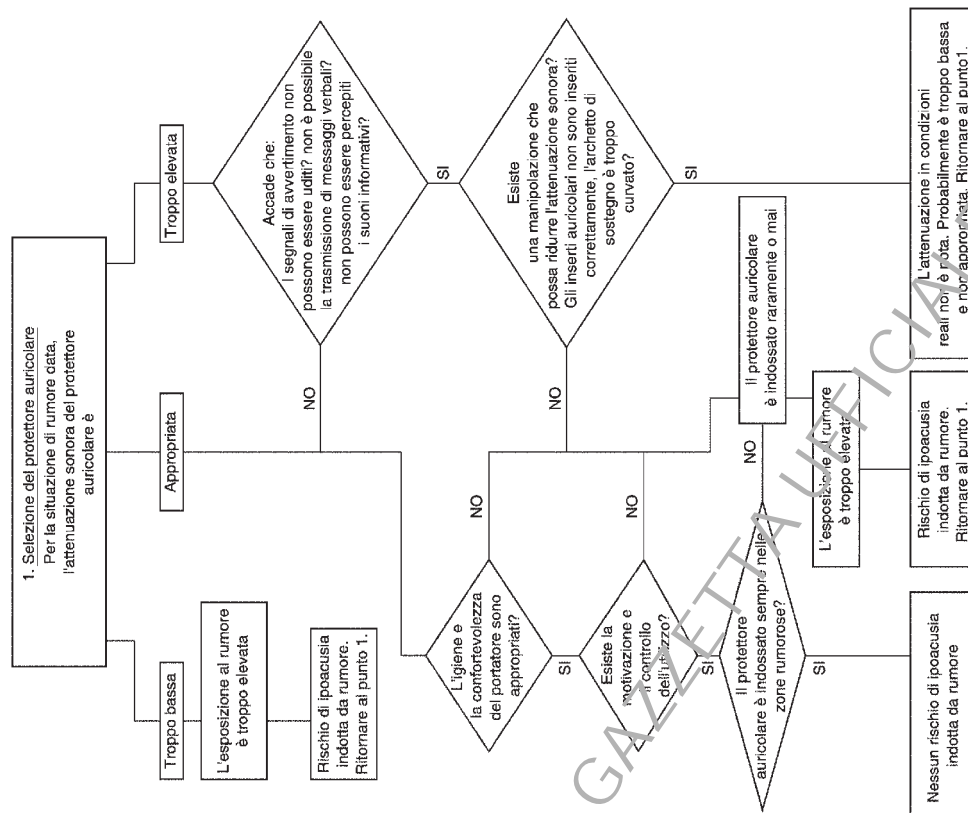 1. Selezione del protettore auricolare
Per la situazione di rumore data,
l'attenuazione sonora del protettore
auricolare è
Troppo bassa
Appropriata
Troppo elevata
L'esposizione al rumore
è troppo elevata
Rischio di ipoacusia
indotta da rumore.
Ritornare al punto 1.
Accade che:
I segnali di avvertimento non
possono essere uditi? non è possibile
la trasmissione di messaggi verbali?
non possono essere percepiti
i suoni informativi?
NO
SI
Esiste
una manipolazione che
possa ridurre l'attenuazione sonora?
Gli inserti auricolari non sono inseriti
correttamente, l'archetto di
sostegno è troppo
curvato?
NO
SI
L'igiene e
la confortevolezza
del portatore sono
appropriati?
NO
SI
Esiste la
motivazione e
il controllo
dell'utilizzo?
NO
SI
Il protettore
auricolare è indossato sempre nelle
zone rumorose?
NO
SI
Il protettore auricolare
è indossato raramente o mai
L'esposizione al rumore
è troppo elevata
Nessun rischio di ipoacusia
indotta da rumore
Rischio di ipoacusia
indotta da rumore.
Ritornare al punto 1.
L'attenuazione in condizioni
reali non è nota. Probabilmente è troppo bassa
e non appropriata. Ritornare al punto1.
GAZZETTA UFFICIAL